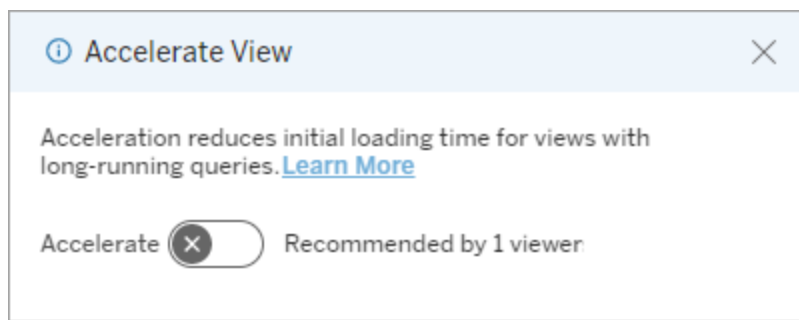 Accelerate View
Acceleration reduces initial loading time for views with
long-running queries. Learn More
Accelerate Recommended by 1 viewer